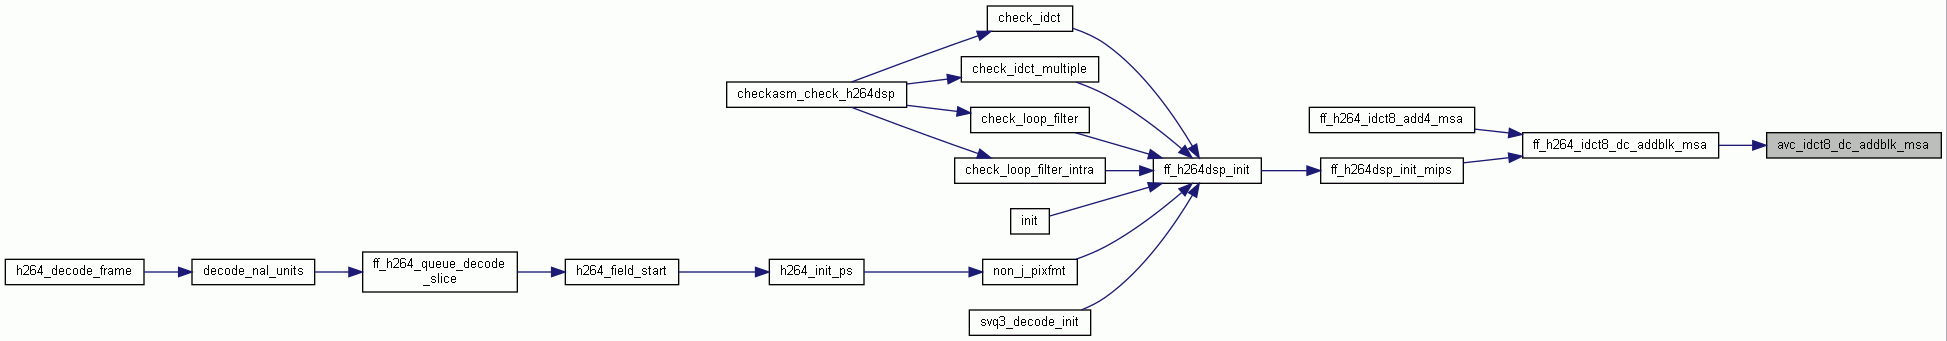 check_idct
check_idct_multiple
checkasm_check_h264dsp
check_loop_filter
ff_h264_idct8_add4_msa
ff_h264_idct8_dc_addblk_msa
avc_idct8_dc_addblk_msa
check_loop_filter_intra
ff_h264dsp_init
ff_h264dsp_init_mips
init
h264_decode_frame
decode_nal_units
ff_h264_queue_decode
_slice
h264_field_start
h264_init_ps
non_j_pixfmt
svq3_decode_init